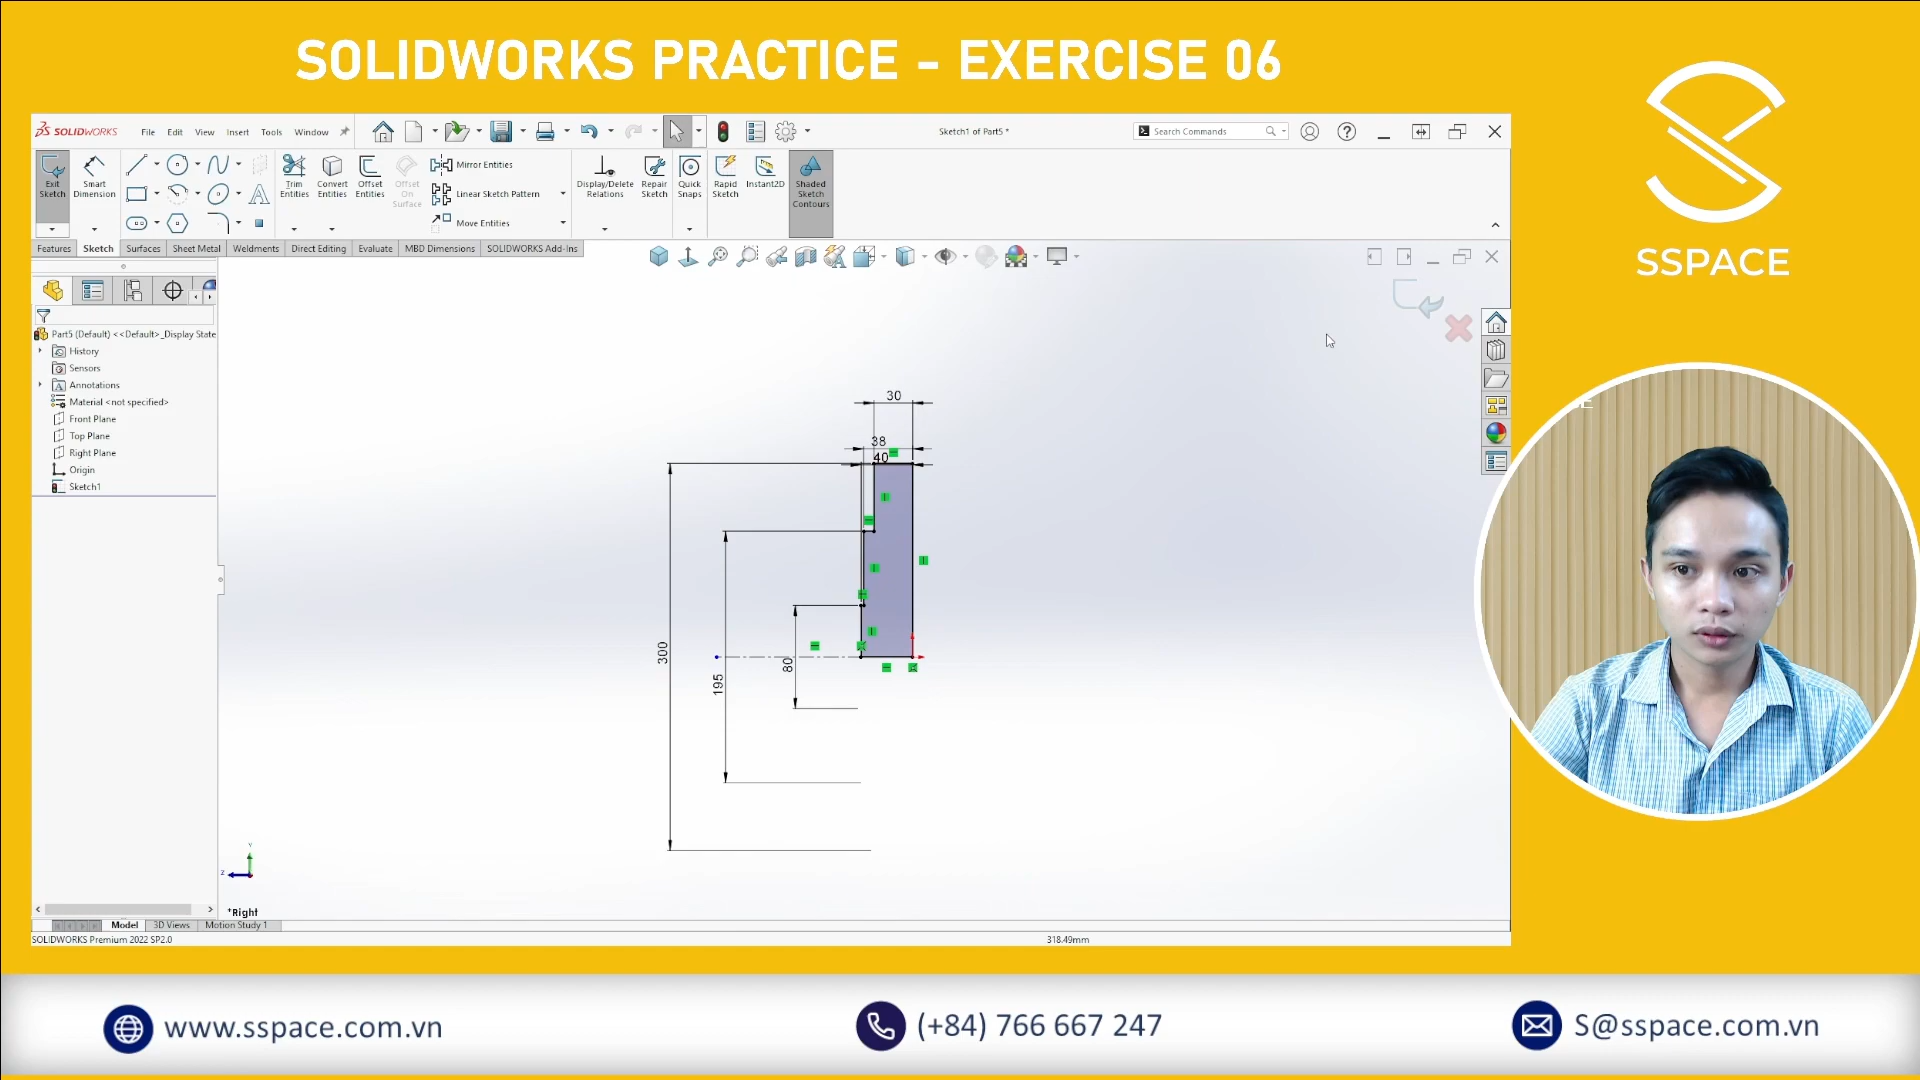 SOLIDWORKS PRACTICE - EXERCISE 06
SSPACE
SOLIDWORKS
File Edit View Insert Tools Window
Sketch1 of Part5 *
Search Commands
Exit Sketch
Smart Dimension
Trim Entities
Convert Entities
Offset Entities
Offset On Surface
Mirror Entities
Linear Sketch Pattern
Move Entities
Display/Delete Relations
Repair Sketch
Quick Snaps
Rapid Sketch
Instant2D
Shaded Sketch Contours
Features Sketch Surfaces Sheet Metal Weldments Direct Editing Evaluate MBD Dimensions SOLIDWORKS Add-Ins
Part5 (Default) <<Default>_Display State
History
Sensors
Annotations
Material <not specified>
Front Plane
Top Plane
Right Plane
Origin
Sketch1
30
38
40
300
195
80
Y
Z
*Right
Model 3D Views Motion Study 1
SOLIDWORKS Premium 2022 SP2.0
318.49mm
www.sspace.com.vn
(+84) 766 667 247
S@sspace.com.vn